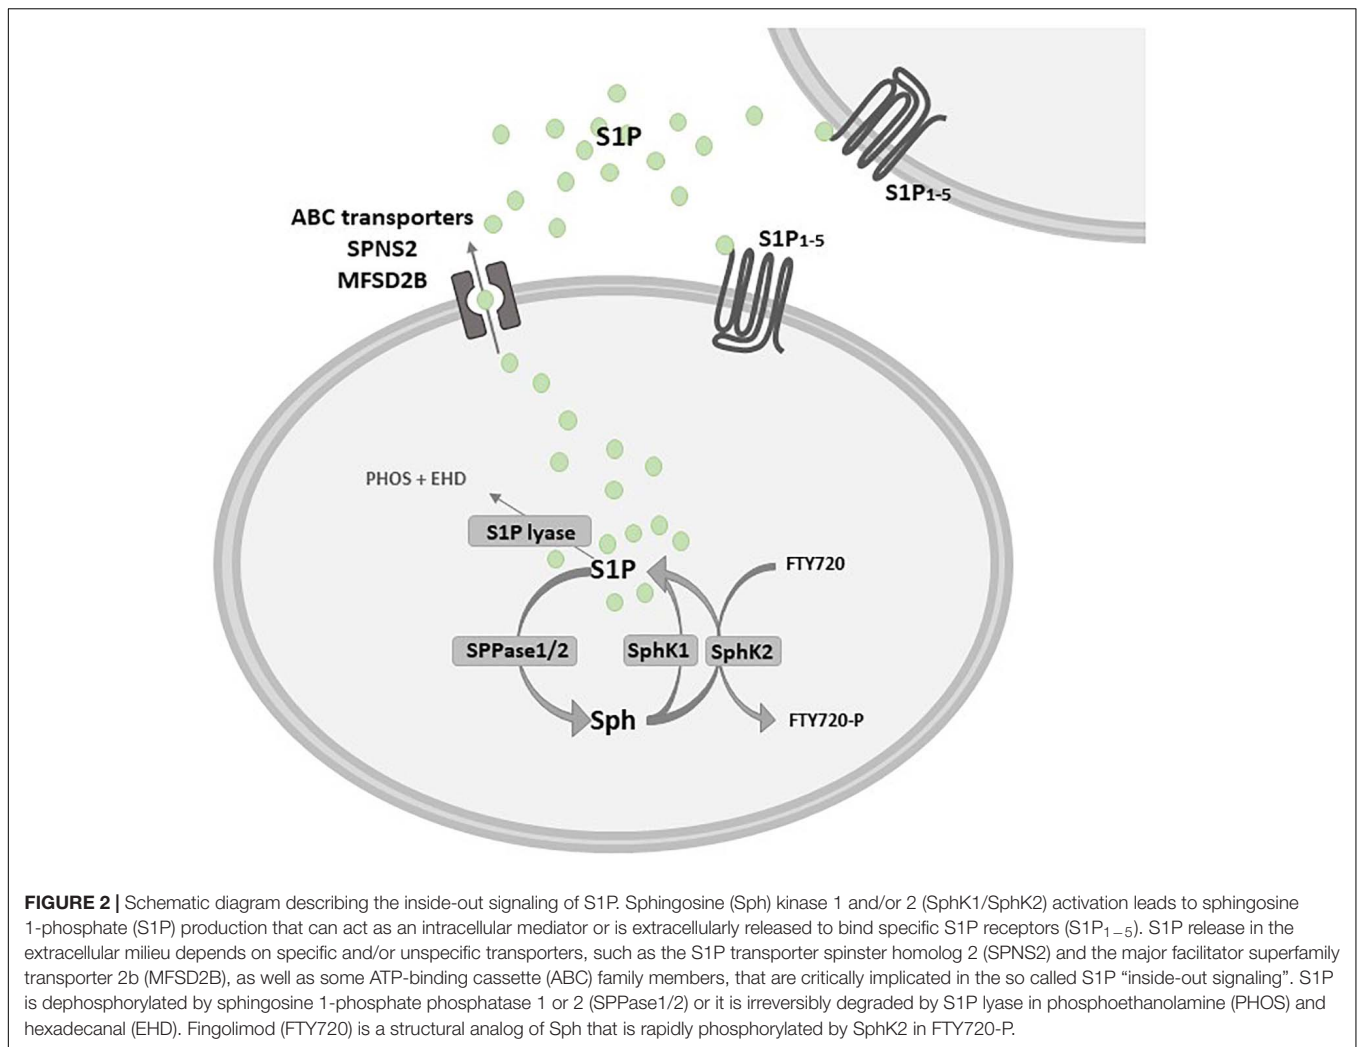 S1P
S1P1-5
ABC transporters
SPNS2
MFSD2B
S1P1-5
PHOS + EHD
S1P lyase
S1P
FTY720
SPPase1/2
SphK1
SphK2
Sph
FTY720-P
FIGURE 2 | Schematic diagram describing the inside-out signaling of S1P. Sphingosine (Sph) kinase 1 and/or 2 (SphK1/SphK2) activation leads to sphingosine
1-phosphate (S1P) production that can act as an intracellular mediator or is extracellularly released to bind specific S1P receptors (S1P1–5). S1P release in the
extracellular milieu depends on specific and/or unspecific transporters, such as the S1P transporter spinster homolog 2 (SPNS2) and the major facilitator superfamily
transporter 2b (MFSD2B), as well as some ATP-binding cassette (ABC) family members, that are critically implicated in the so called S1P “inside-out signaling”. S1P
is dephosphorylated by sphingosine 1-phosphate phosphatase 1 or 2 (SPPase1/2) or it is irreversibly degraded by S1P lyase in phosphoethanolamine (PHOS) and
hexadecanal (EHD). Fingolimod (FTY720) is a structural analog of Sph that is rapidly phosphorylated by SphK2 in FTY720-P.